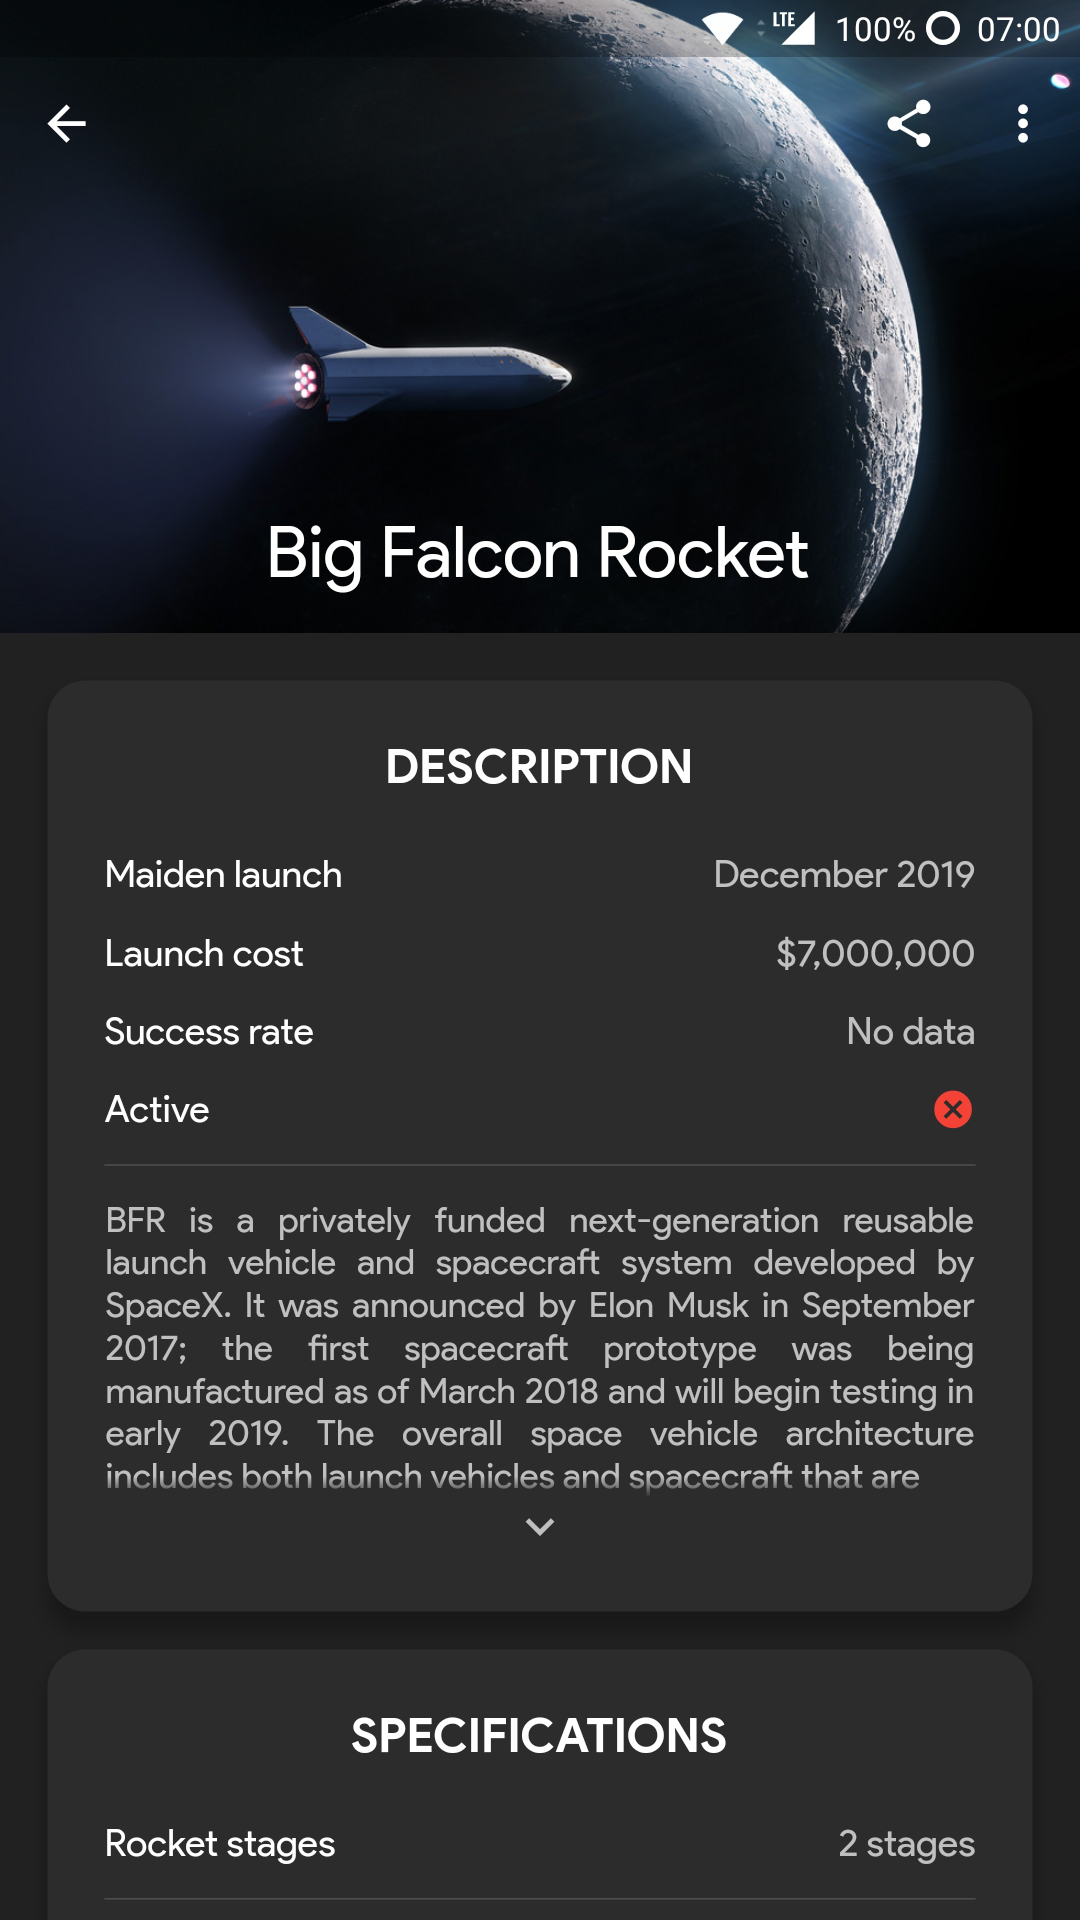 LTE 100% 07:00
Big Falcon Rocket
DESCRIPTION
Maiden launch December 2019
Launch cost $7,000,000
Success rate No data
Active
BFR is a privately funded next-generation reusable
launch vehicle and spacecraft system developed by
SpaceX. It was announced by Elon Musk in September
2017; the first spacecraft prototype was being
manufactured as of March 2018 and will begin testing in
early 2019. The overall space vehicle architecture
includes both launch vehicles and spacecraft that are
SPECIFICATIONS
Rocket stages 2 stages